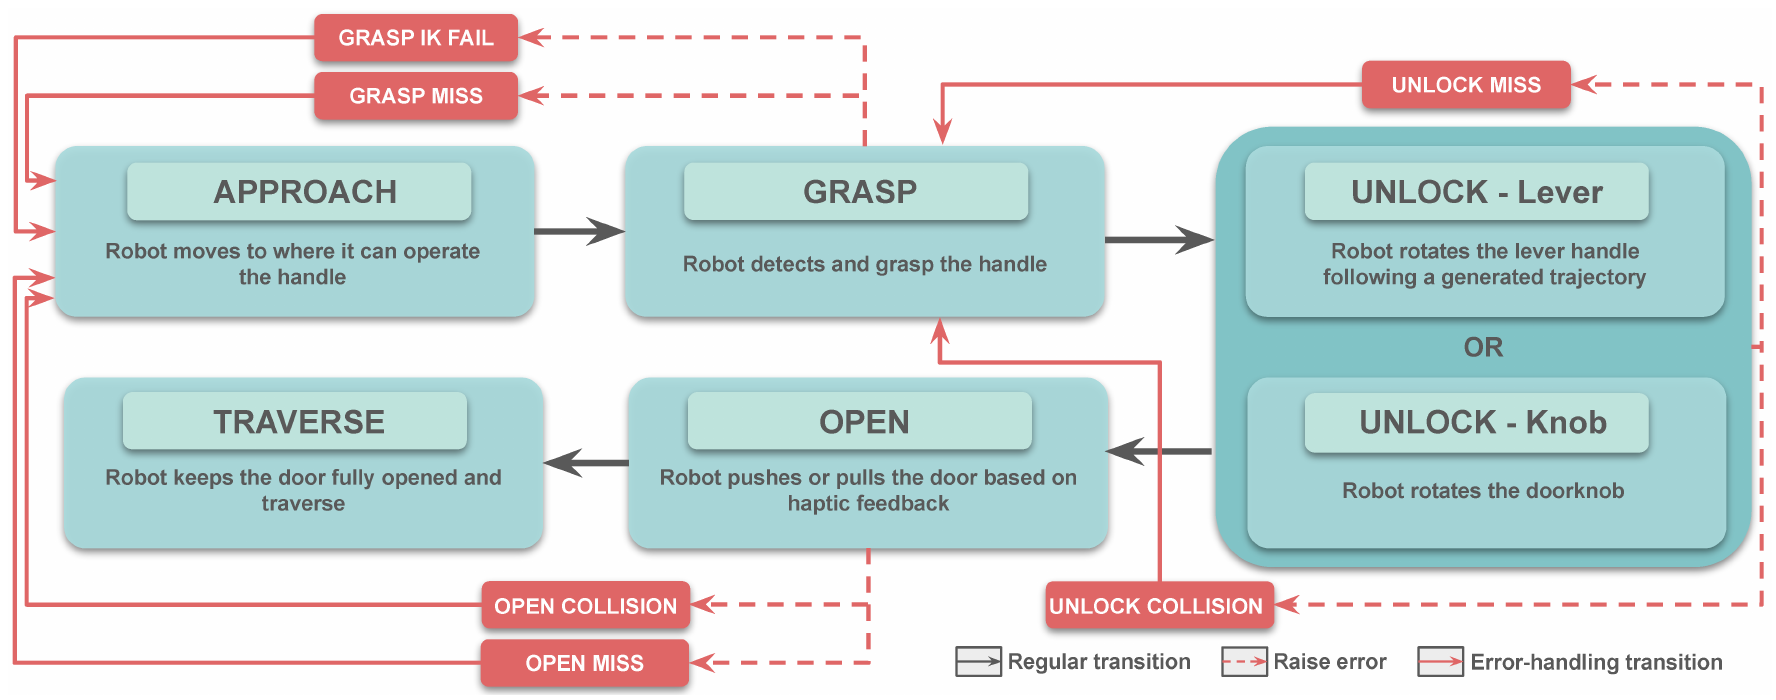 GRASP IK FAIL
GRASP MISS
UNLOCK MISS
APPROACH
Robot moves to where it can operate
the handle
GRASP
Robot detects and grasp the handle
UNLOCK - Lever
Robot rotates the lever handle
following a generated trajectory
OR
UNLOCK - Knob
Robot rotates the doorknob
OPEN
Robot pushes or pulls the door based on
haptic feedback
TRAVERSE
Robot keeps the door fully opened and
traverse
OPEN COLLISION
OPEN MISS
UNLOCK COLLISION
Regular transition
Raise error
Error-handling transition